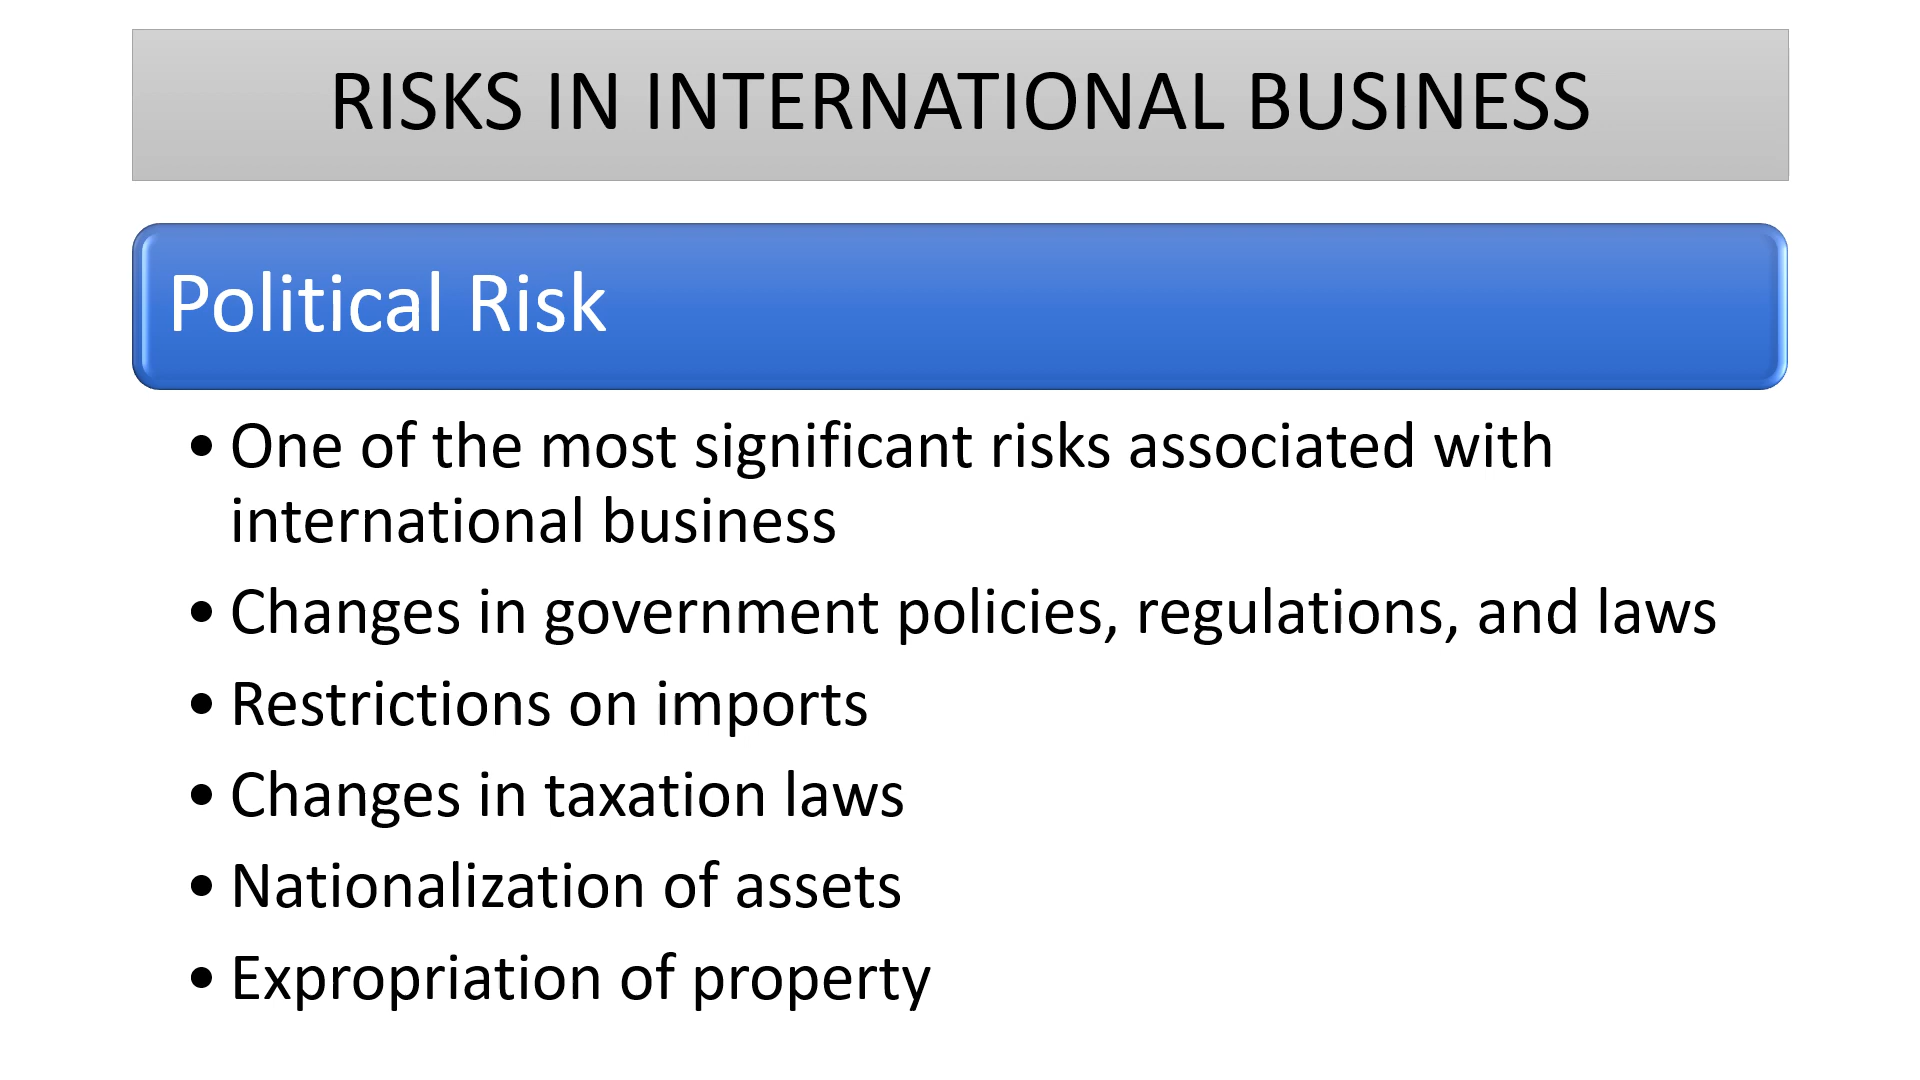 RISKS IN INTERNATIONAL BUSINESS
Political Risk
• One of the most significant risks associated with
international business
• Changes in government policies, regulations, and laws
• Restrictions on imports
• Changes in taxation laws
• Nationalization of assets
• Expropriation of property